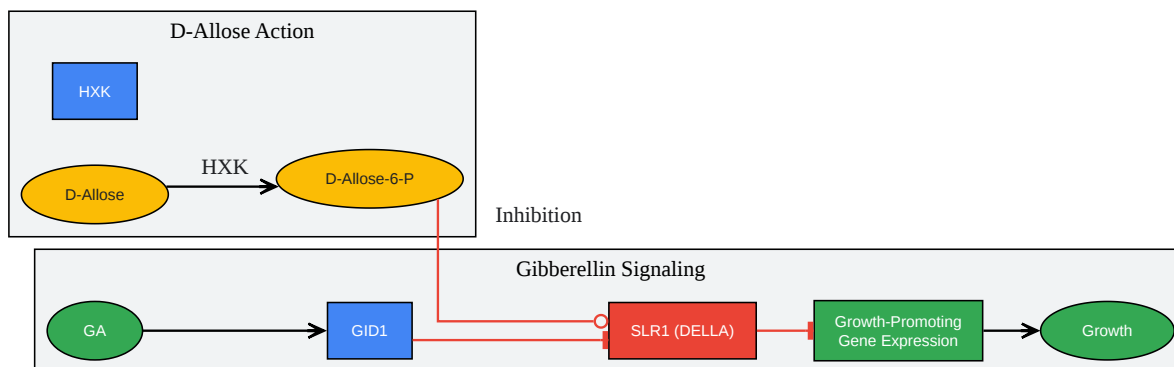 D-Allose Action
HXK
HXK
D-Allose
D-Allose-6-P
Inhibition
Gibberellin Signaling
GA
GID1
SLR1 (DELLA)
Growth-Promoting
Gene Expression
Growth